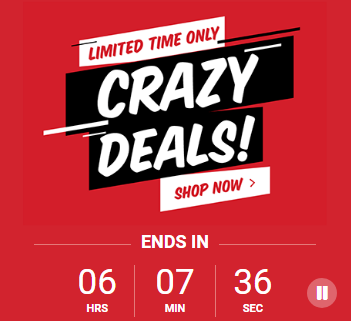 LIMITED TIME ONLY
CRAZY
DEALS!
SHOP NOW >
ENDS IN
06 07 36
HRS MIN SEC